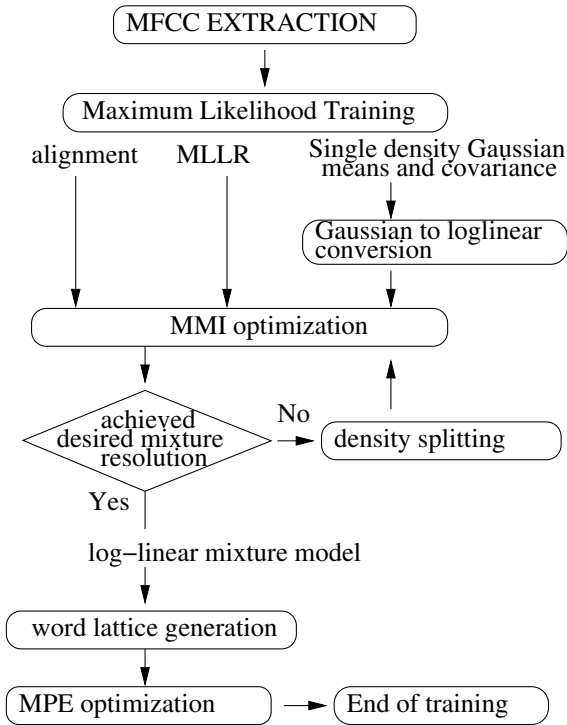 MFCC EXTRACTION
Maximum Likelihood Training
alignment
MLLR
Single density Gaussian
means and covariance
Gaussian to loglinear
conversion
MMI optimization
achieved
desired mixture
resolution
No
density splitting
Yes
log-linear mixture model
word lattice generation
MPE optimization
End of training